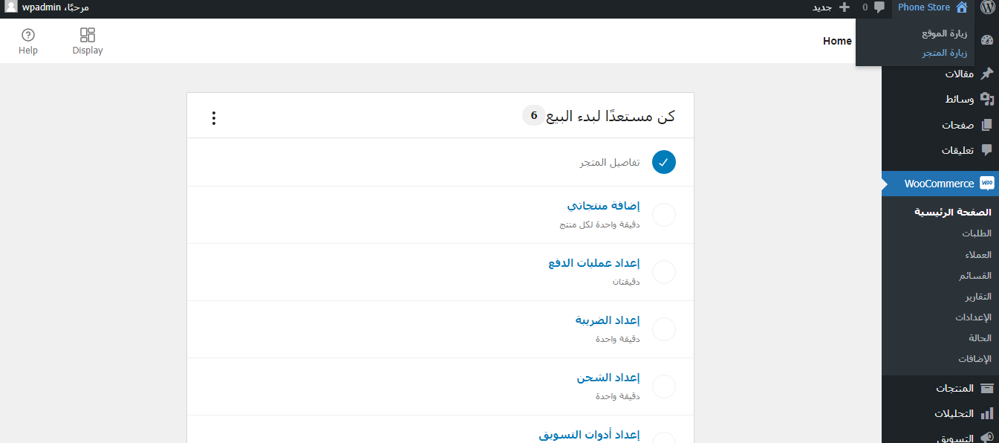 Phone Store
0
جديد
مرحبًا، wpadmin
زيارة الموقع
زيارة المتجر
Home
Display
Help
مقالات
وسائط
صفحات
تعليقات
WooCommerce
الصفحة الرئيسية
الطلبات
العملاء
القسائم
التقارير
الإعدادات
الحالة
الإضافات
المنتجات
التحليلات
التسويق
كن مستعدًا لبدء البيع 6
تفاصيل المتجر
إضافة منتجاتي
دقيقة واحدة لكل منتج
إعداد عمليات الدفع
دقيقتان
إعداد الضريبة
دقيقة واحدة
إعداد الشحن
دقيقة واحدة
إعداد أدوات التسويق